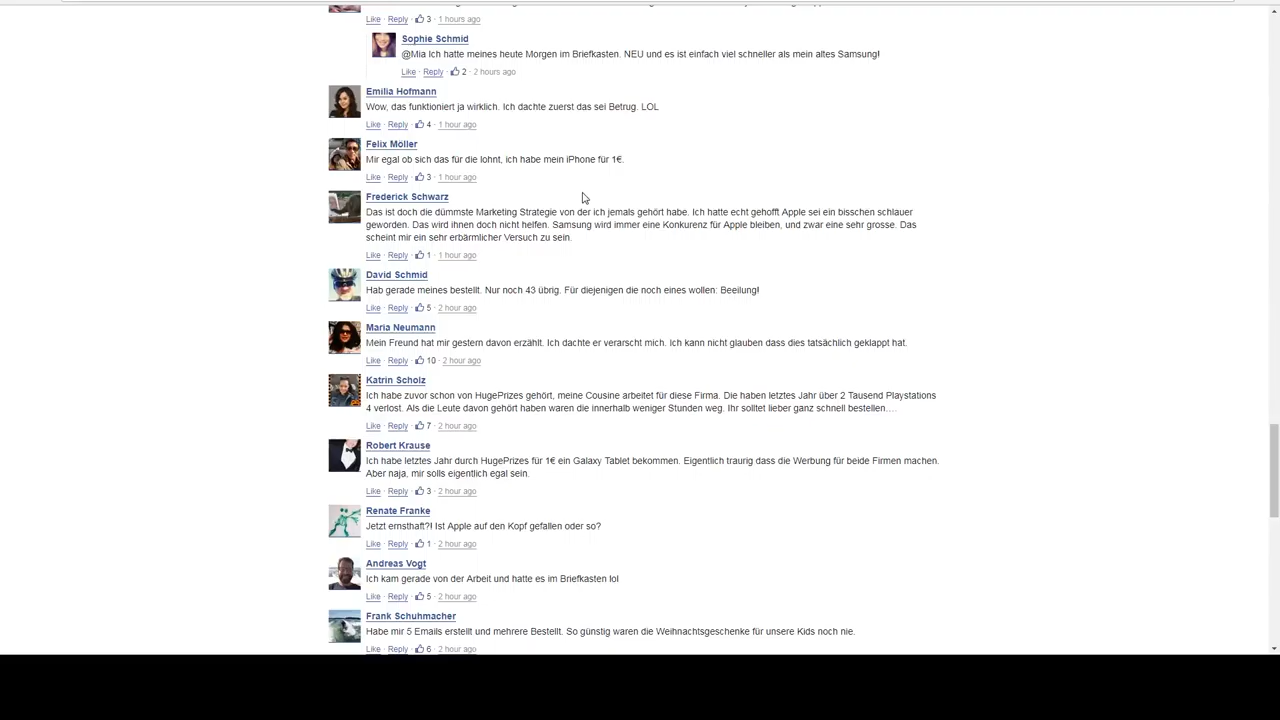 Like · Reply · 3 · 1 hours ago
Sophie Schmid
@Mia Ich hatte meines heute Morgen im Briefkasten. NEU und es ist einfach viel schneller als mein altes Samsung!
Like · Reply · 2 · 2 hours ago
Emilia Hofmann
Wow, das funktioniert ja wirklich. Ich dachte zuerst das sei Betrug. LOL
Like · Reply · 4 · 1 hour ago
Felix Möller
Mir egal ob sich das für die lohnt, ich habe mein iPhone für 1€.
Like · Reply · 3 · 1 hour ago
Frederick Schwarz
Das ist doch die dümmste Marketing Strategie von der ich jemals gehört habe. Ich hatte echt gehofft Apple sei ein bisschen schlauer
geworden. Das wird ihnen doch nicht helfen. Samsung wird immer eine Konkurenz für Apple bleiben, und zwar eine sehr grosse. Das
scheint mir ein sehr erbärmlicher Versuch zu sein.
Like · Reply · 1 · 1 hour ago
David Schmid
Hab gerade meines bestellt. Nur noch 43 übrig. Für diejenigen die noch eines wollen: Beeilung!
Like · Reply · 5 · 2 hour ago
Maria Neumann
Mein Freund hat mir gestern davon erzählt. Ich dachte er verarscht mich. Ich kann nicht glauben dass dies tatsächlich geklappt hat.
Like · Reply · 10 · 2 hour ago
Katrin Scholz
Ich habe zuvor schon von HugePrizes gehört, meine Cousine arbeitet für diese Firma. Die haben letztes Jahr über 2 Tausend Playstations
4 verlost. Als die Leute davon gehört haben waren die innerhalb weniger Stunden weg. Ihr solltet lieber ganz schnell bestellen....
Like · Reply · 7 · 2 hour ago
Robert Krause
Ich habe letztes Jahr durch HugePrizes für 1€ ein Galaxy Tablet bekommen. Eigentlich traurig dass die Werbung für beide Firmen machen.
Aber naja, mir solls eigentlich egal sein.
Like · Reply · 3 · 2 hour ago
Renate Franke
Jetzt ernsthaft?! Ist Apple auf den Kopf gefallen oder so?
Like · Reply · 1 · 2 hour ago
Andreas Vogt
Ich kam gerade von der Arbeit und hatte es im Briefkasten lol
Like · Reply · 5 · 2 hour ago
Frank Schuhmacher
Habe mir 5 Emails erstellt und mehrere Bestellt. So günstig waren die Weihnachtsgeschenke für unsere Kids noch nie.
Like · Reply · 6 · 2 hour ago